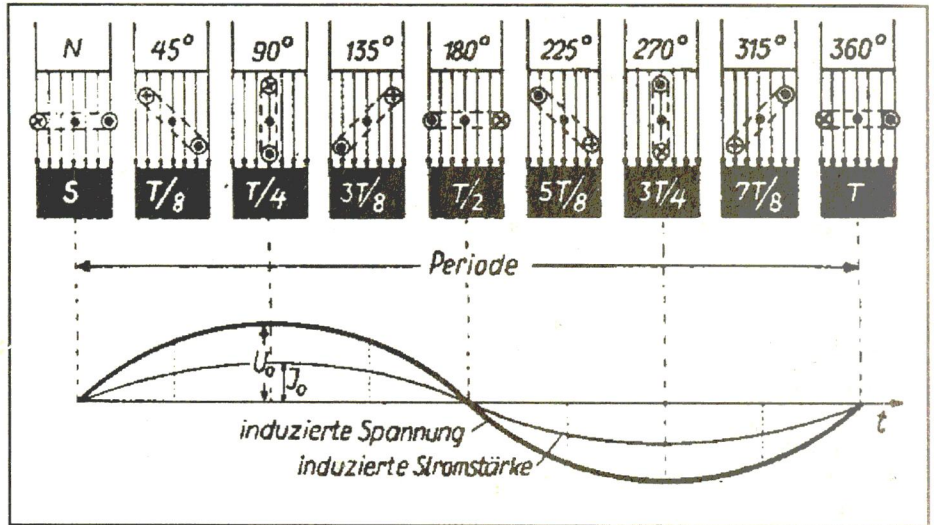 N 45° 90° 135° 180° 225° 270° 315° 360°
S T/8 T/4 3T/8 T/2 5T/8 3T/4 7T/8 T
Periode
U₀
J₀
t
induzierte Spannung
induzierte Stromstärke